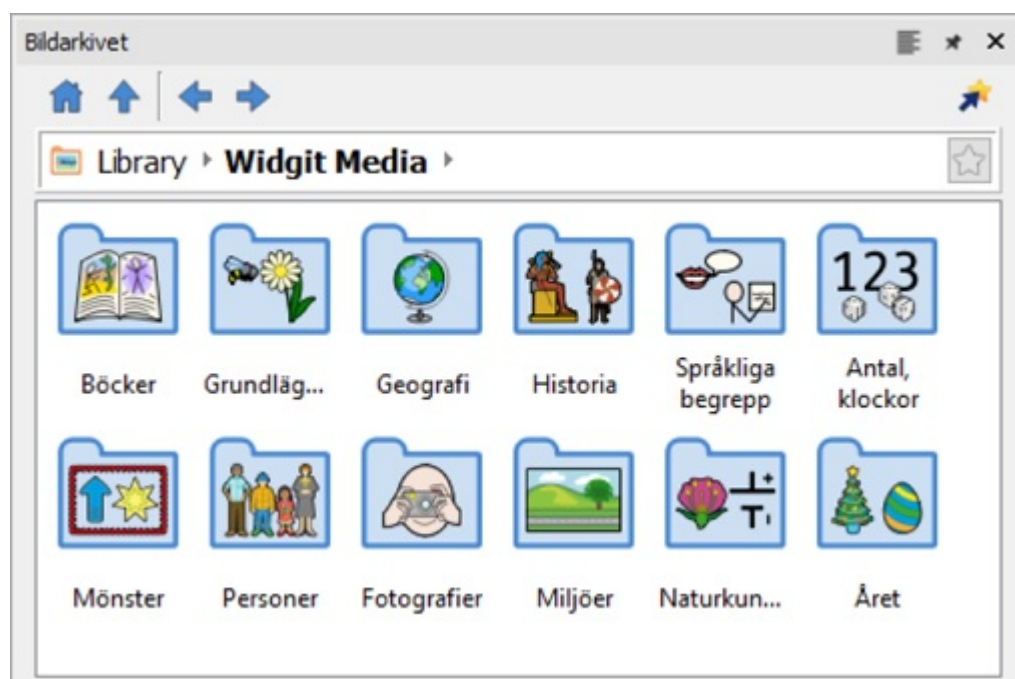 Bildarkivet
Library Widgit Media
123
Böcker Grundläg... Geografi Historia Språkliga begrepp Antal, klockor
Mönster Personer Fotografier Miljöer Naturkun... Året